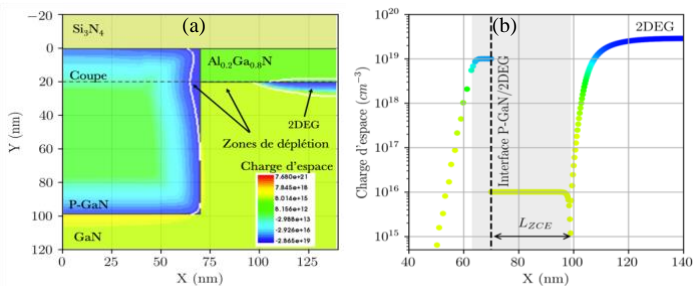 (a)
Si3N4
Al0.2Ga0.8N
Coupe
2DEG
Zones de déplétion
Charge d'espace
7.680e+21
7.845e+18
8.014e+15
8.156e+12
-2.988e+13
-2.926e+16
-2.865e+19
P-GaN
GaN
−20
0
20
40
60
80
100
120
Y (nm)
0
25
50
75
100
125
X (nm)
(b)
2DEG
Interface P-GaN/2DEG
LZCE
Charge d'espace (cm−3)
10^20
10^19
10^18
10^17
10^16
10^15
40
60
80
100
120
140
X (nm)